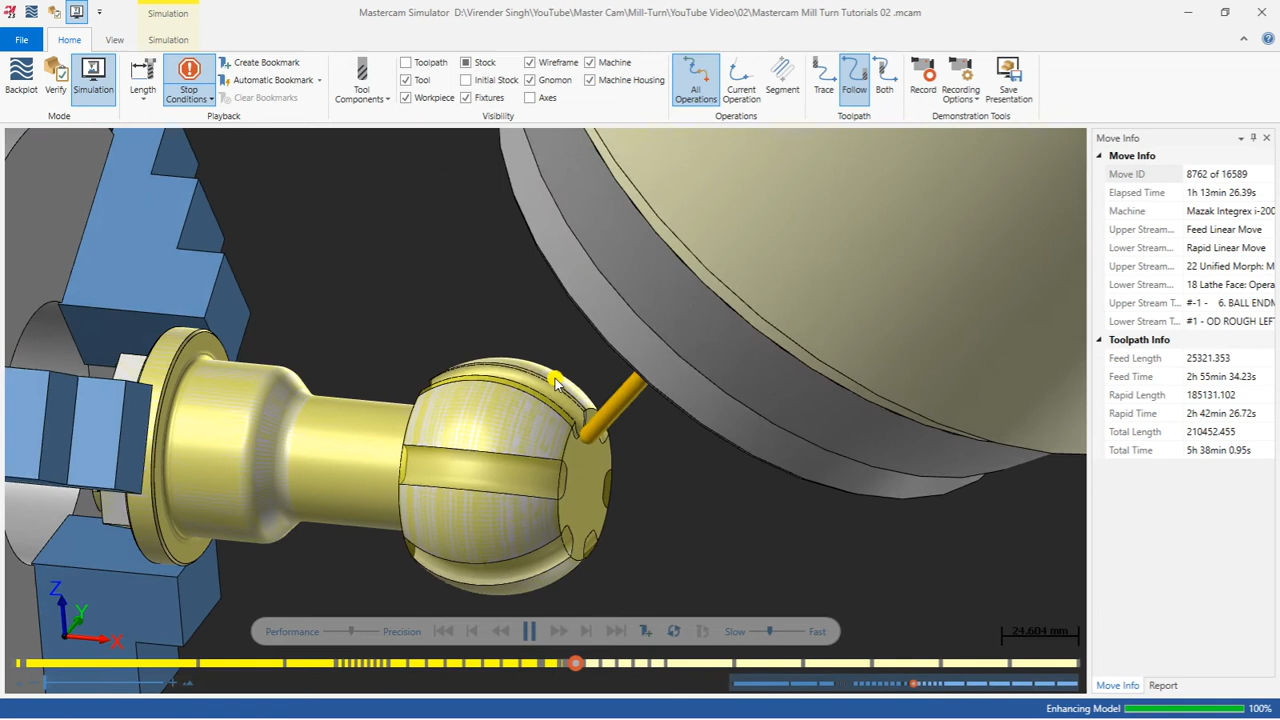 Simulation
Mastercam Simulator D:\Virender Singh\YouTube\Master Cam\Mill-Turn\YouTube Video\02\Mastercam Mill Turn Tutorials 02 .mcam
File Home View Simulation
Backplot Verify Simulation
Mode
Length Stop Conditions
Create Bookmark
Automatic Bookmark
Clear Bookmarks
Playback
Tool Components
Toolpath Stock Wireframe Machine
Tool Initial Stock Gnomon Machine Housing
Workpiece Fixtures Axes
Visibility
All Operations Current Operation Segment
Operations
Trace Follow Both
Toolpath
Record Recording Options Save Presentation
Demonstration Tools
Move Info
Move Info
Move ID 8762 of 16589
Elapsed Time 1h 13min 26.39s
Machine Mazak Integrex i-200
Upper Stream... Feed Linear Move
Lower Stream... Rapid Linear Move
Upper Stream... 22 Unified Morph: M
Lower Stream... 18 Lathe Face: Opera
Upper Stream T... #-1 - 6. BALL ENDM
Lower Stream T... #1 - OD ROUGH LEFT
Toolpath Info
Feed Length 25321.353
Feed Time 2h 55min 34.23s
Rapid Length 185131.102
Rapid Time 2h 42min 26.72s
Total Length 210452.455
Total Time 5h 38min 0.95s
Z
Y
X
Performance Precision Slow Fast
24.604 mm
Move Info Report
Enhancing Model 100%